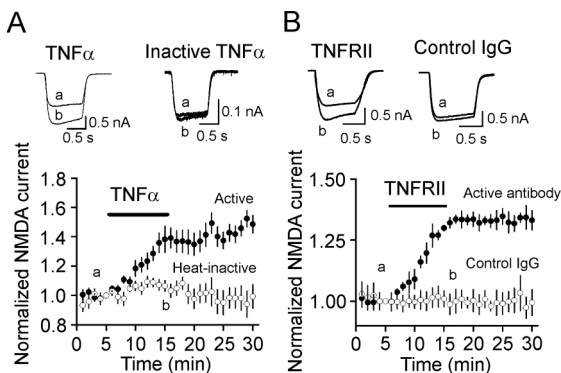 A
TNFα
Inactive TNFα
a
b
0.5 nA
0.5 s
a
b
0.1 nA
0.5 s
Normalized NMDA current
1.8
1.6
1.4
1.2
1.0
0.8
TNFα
Active
Heat-inactive
a
b
0 5 10 15 20 25 30
Time (min)
B
TNFRII
Control IgG
a
b
0.5 nA
0.5 s
a
b
0.5 nA
0.5 s
Normalized NMDA current
1.50
1.25
1.00
TNFRII
Active antibody
Control IgG
a
b
0 5 10 15 20 25 30
Time (min)